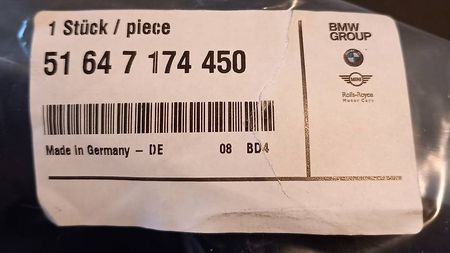 1 Stück / piece
51 64 7 174 450
Made in Germany – DE 08 BD4
BMW
GROUP
MINI
Rolls-Royce
Motor Cars